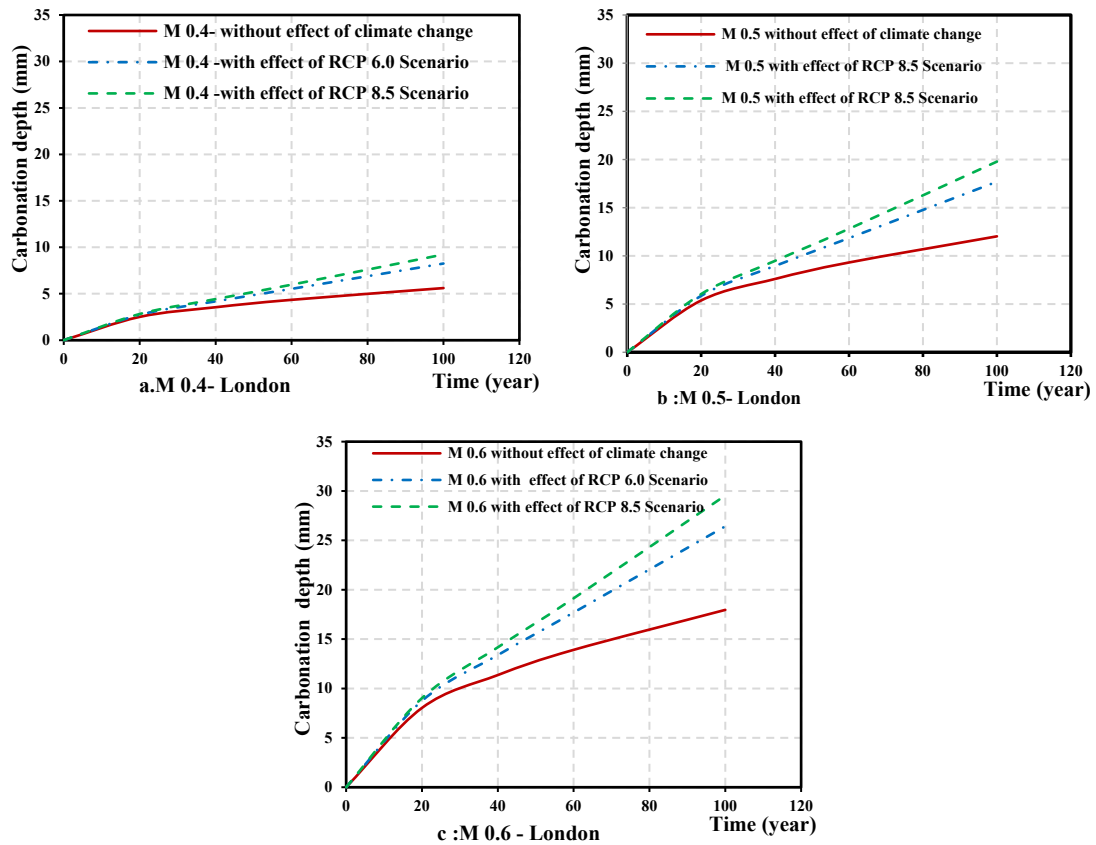 35
30
25
20
15
10
5
0
Carbonation depth (mm)
M 0.4- without effect of climate change
M 0.4 -with effect of RCP 6.0 Scenario
M 0.4 -with effect of RCP 8.5 Scenario
0 20 40 60 80 100 120
a.M 0.4- London
Time (year)
35
30
25
20
15
10
5
0
Carbonation depth (mm)
M 0.5 without effect of climate change
M 0.5 with effect of RCP 8.5 Scenario
M 0.5 with effect of RCP 8.5 Scenario
0 20 40 60 80 100 120
Time (year)
b :M 0.5- London
35
30
25
20
15
10
5
0
Carbonation depth (mm)
M 0.6 without effect of climate change
M 0.6 with effect of RCP 6.0 Scenario
M 0.6 with effect of RCP 8.5 Scenario
0 20 40 60 80 100 120
Time (year)
c :M 0.6 - London